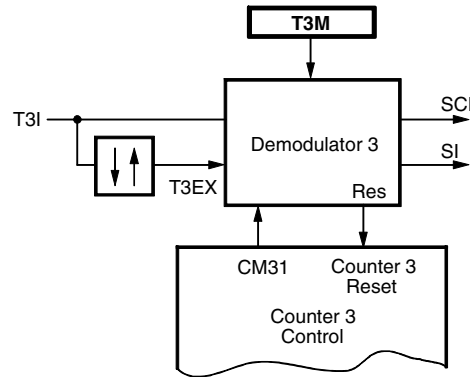 T3M
T3I
Demodulator 3
SCI
SI
T3EX
Res
CM31
Counter 3
Reset
Counter 3
Control